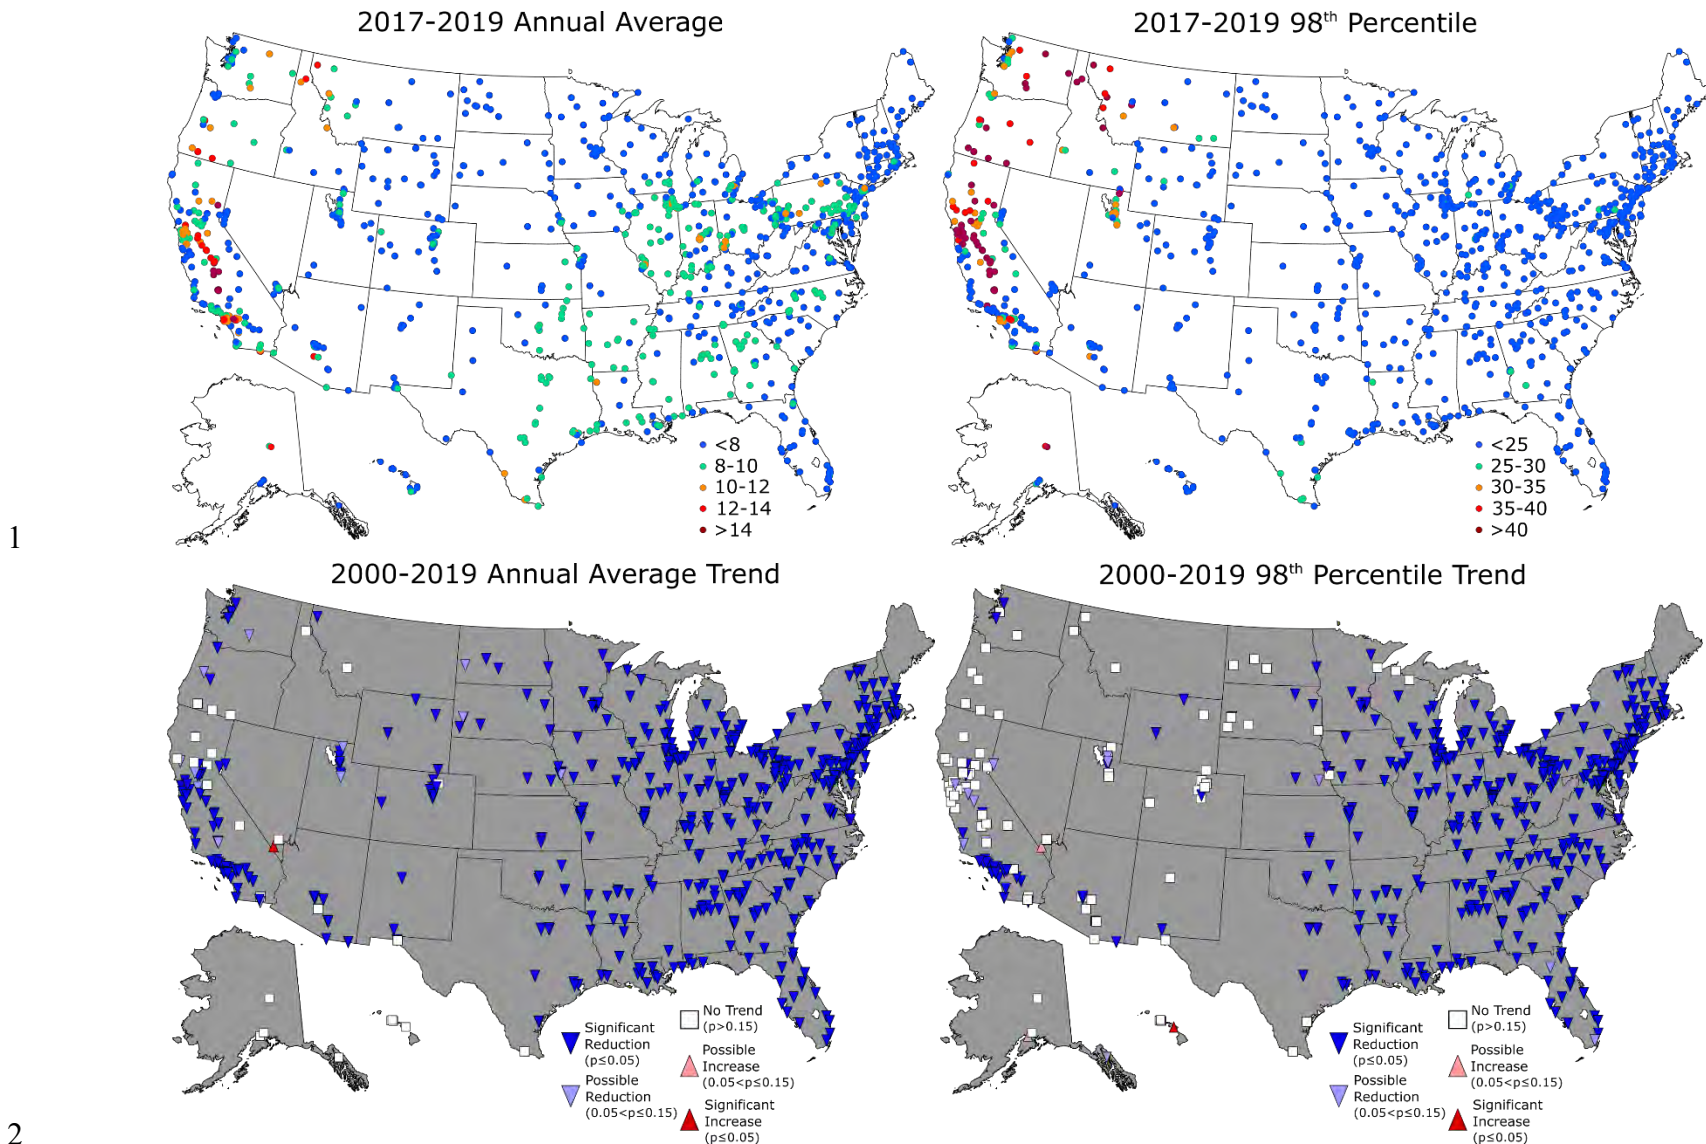 2017-2019 Annual Average
2017-2019 98th Percentile
<8
8-10
10-12
12-14
>14
<25
25-30
30-35
35-40
>40
1
2000-2019 Annual Average Trend
2000-2019 98th Percentile Trend
Significant
Reduction
(p≤0.05)
Possible
Reduction
(0.05<p≤0.15)
No Trend
(p>0.15)
Possible
Increase
(0.05<p≤0.15)
Significant
Increase
(p≤0.05)
Significant
Reduction
(p≤0.05)
Possible
Reduction
(0.05<p≤0.15)
No Trend
(p>0.15)
Possible
Increase
(0.05<p≤0.15)
Significant
Increase
(p≤0.05)
2